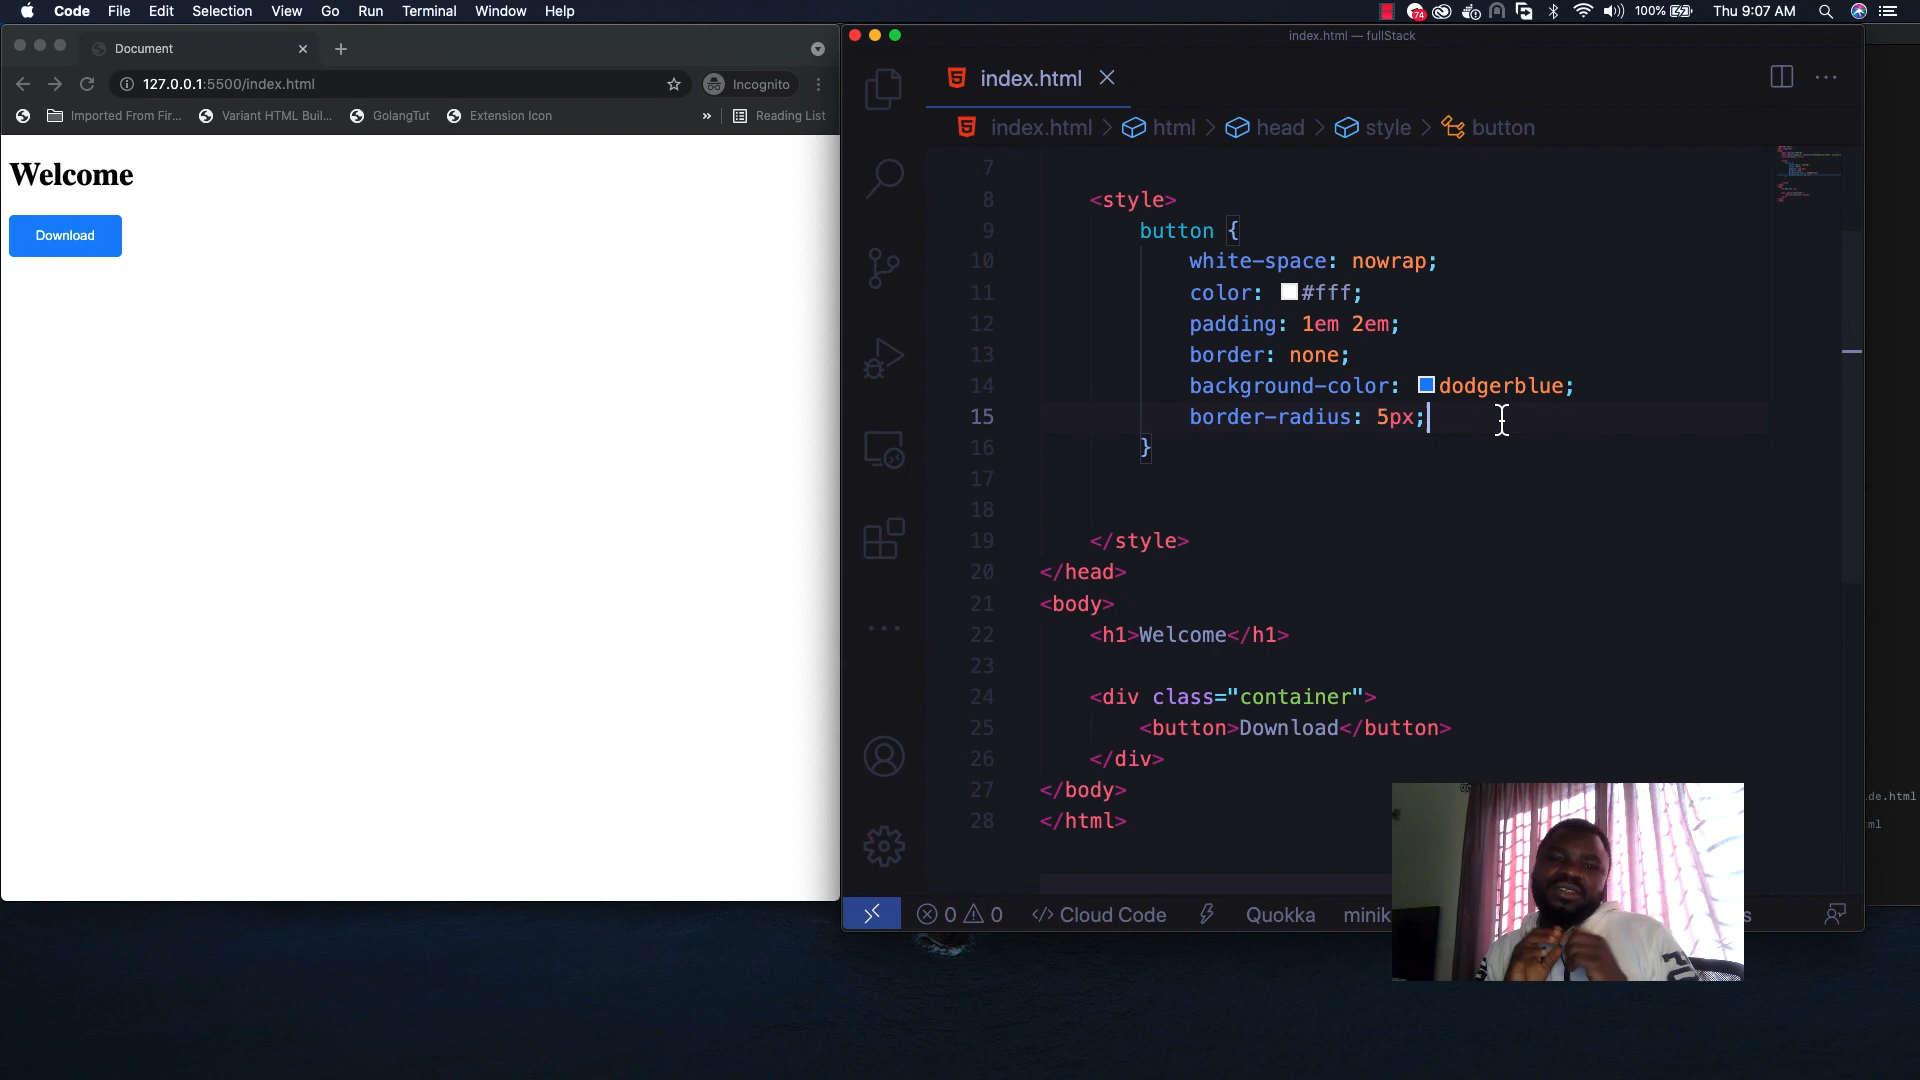 Code File Edit Selection View Go Run Terminal Window Help
74 100% Thu 9:07 AM
Document
127.0.0.1:5500/index.html
Incognito
Imported From Fir... Variant HTML Buil... GolangTut Extension Icon » Reading List
Welcome
Download
index.html — fullStack
index.html
index.html > html > head > style > button
7
8 <style>
9 button {
10 white-space: nowrap;
11 color: #fff;
12 padding: 1em 2em;
13 border: none;
14 background-color: dodgerblue;
15 border-radius: 5px;
16 }
17
18
19 </style>
20 </head>
21 <body>
22 <h1>Welcome</h1>
23
24 <div class="container">
25 <button>Download</button>
26 </div>
27 </body>
28 </html>
0 0 Cloud Code Quokka minik
de.html
ml